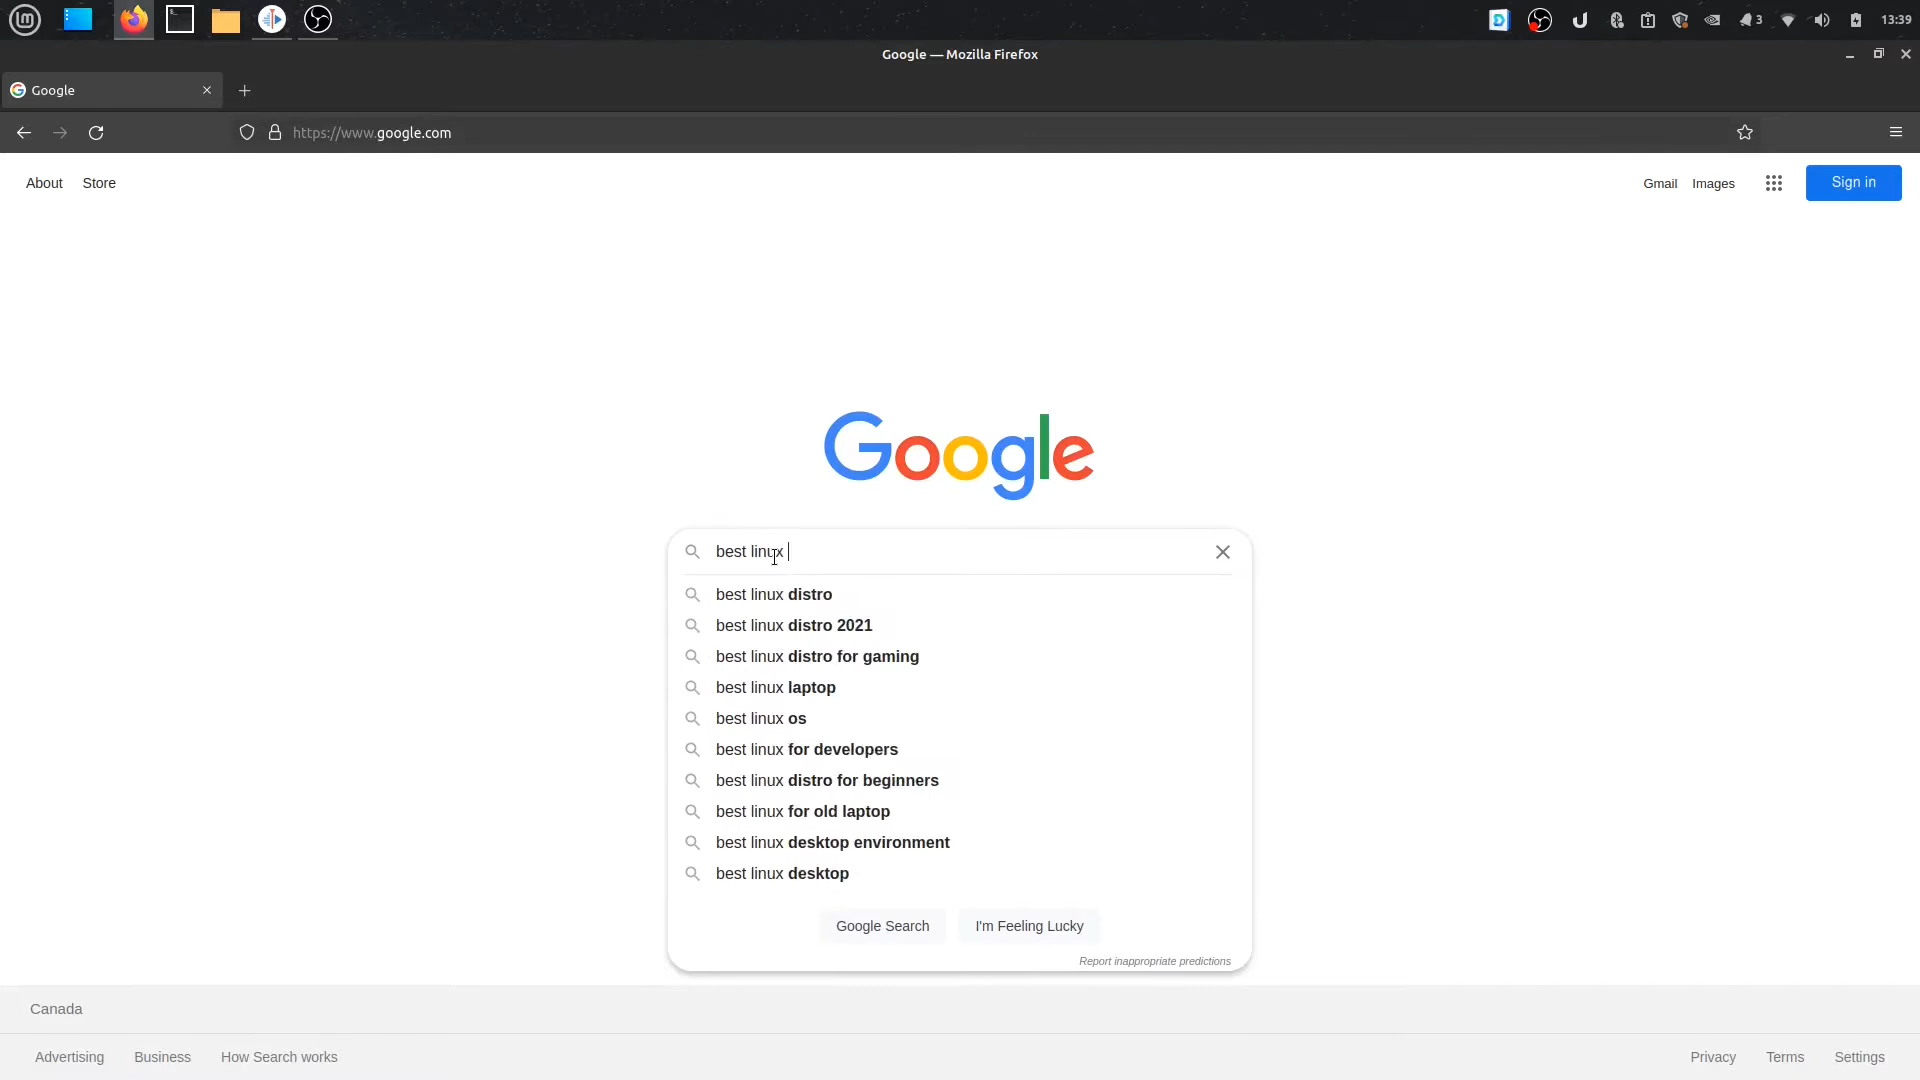 3
13:39
Google — Mozilla Firefox
Google
https://www.google.com
About Store
Gmail Images Sign in
Google
best linux
best linux distro
best linux distro 2021
best linux distro for gaming
best linux laptop
best linux os
best linux for developers
best linux distro for beginners
best linux for old laptop
best linux desktop environment
best linux desktop
Google Search I'm Feeling Lucky
Report inappropriate predictions
Canada
Advertising Business How Search works Privacy Terms Settings